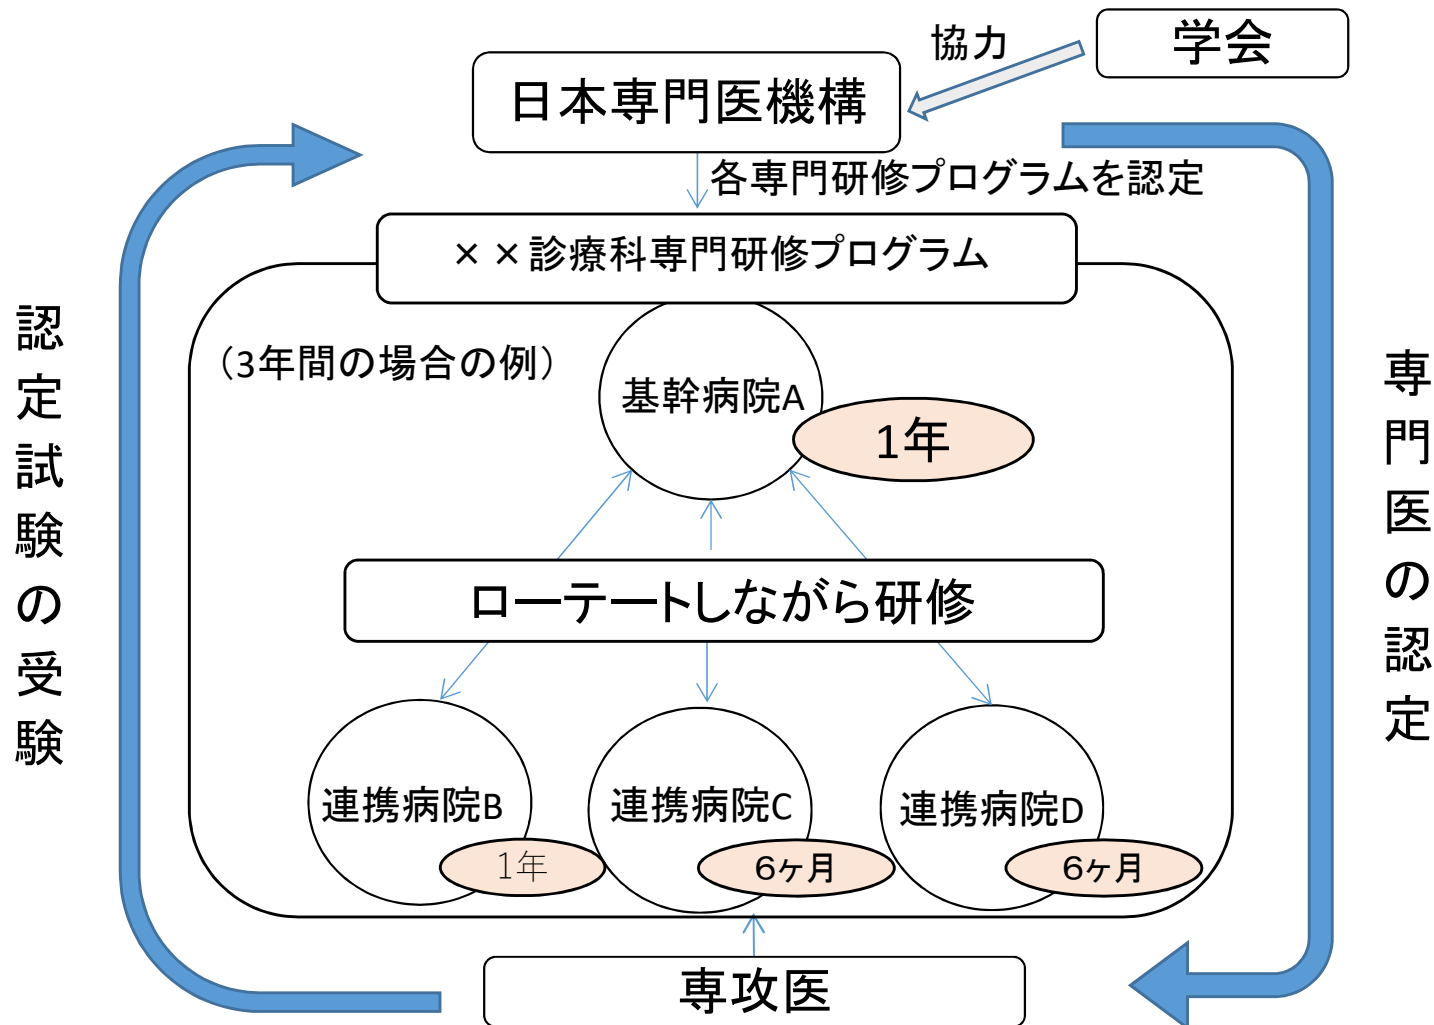 学会
協力
日本専門医機構
各専門研修プログラムを認定
××診療科専門研修プログラム
(3年間の場合の例)
基幹病院A
1年
ローテートしながら研修
連携病院B
1年
連携病院C
6ヶ月
連携病院D
6ヶ月
専攻医
認定試験の受験
専門医の認定